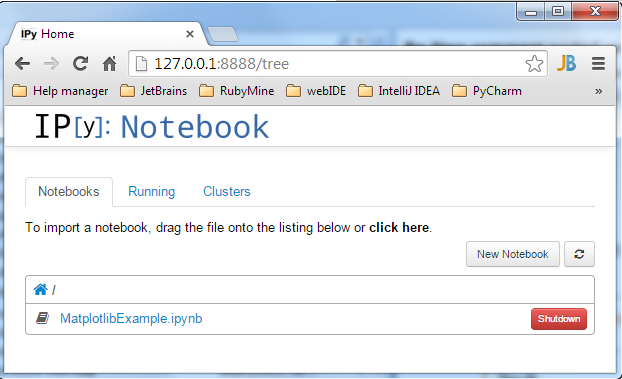 IPy Home
127.0.0.1:8888/tree
JB
Help manager JetBrains RubyMine webIDE IntelliJ IDEA PyCharm »
IP[y]: Notebook
Notebooks Running Clusters
To import a notebook, drag the file onto the listing below or click here.
New Notebook
/
MatplotlibExample.ipynb Shutdown